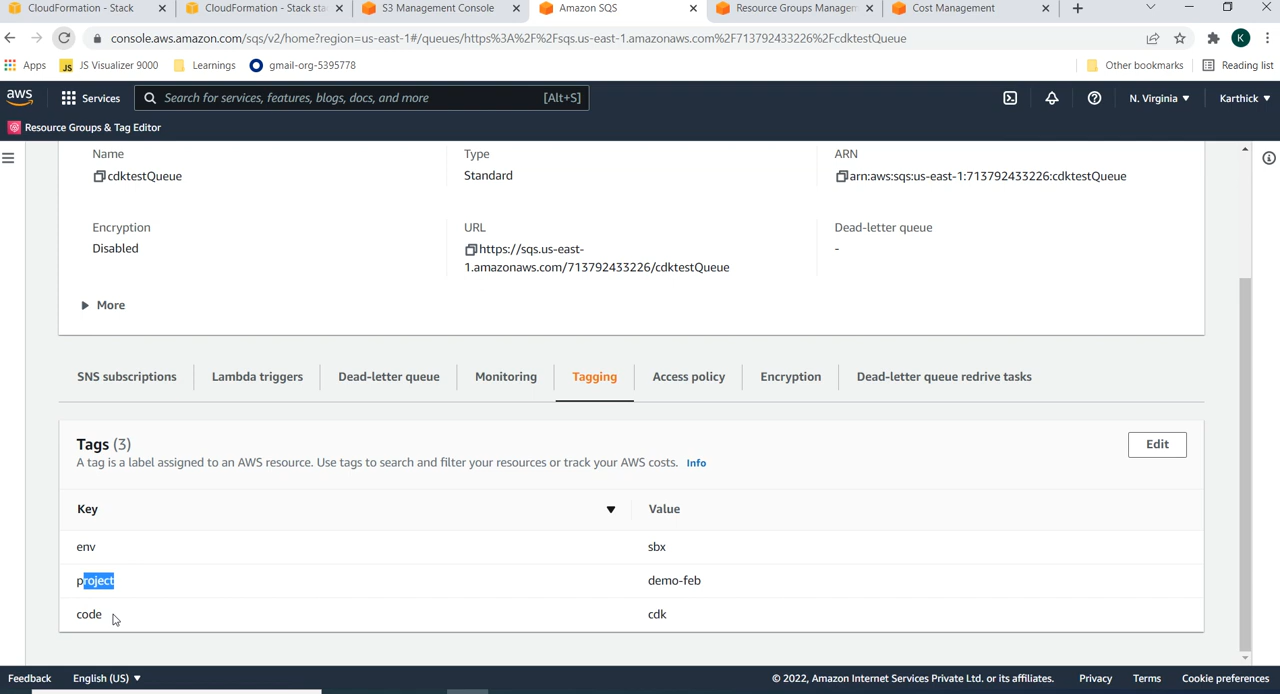 CloudFormation - Stack
CloudFormation - Stack sta
S3 Management Console
Amazon SQS
Resource Groups Managem
Cost Management
console.aws.amazon.com/sqs/v2/home?region=us-east-1#/queues/https%3A%2F%2Fsqs.us-east-1.amazonaws.com%2F713792433226%2FcdktestQueue
K
Apps
JS
JS Visualizer 9000
Learnings
gmail-org-5395778
Other bookmarks
Reading list
aws
Services
Search for services, features, blogs, docs, and more
[Alt+S]
N. Virginia
Karthick
Resource Groups & Tag Editor
Name
Type
ARN
cdktestQueue
Standard
arn:aws:sqs:us-east-1:713792433226:cdktestQueue
Encryption
URL
Dead-letter queue
Disabled
https://sqs.us-east-
1.amazonaws.com/713792433226/cdktestQueue
-
More
SNS subscriptions
Lambda triggers
Dead-letter queue
Monitoring
Tagging
Access policy
Encryption
Dead-letter queue redrive tasks
Tags (3)
Edit
A tag is a label assigned to an AWS resource. Use tags to search and filter your resources or track your AWS costs. Info
Key
Value
env
sbx
project
demo-feb
code
cdk
Feedback
English (US)
© 2022, Amazon Internet Services Private Ltd. or its affiliates.
Privacy
Terms
Cookie preferences